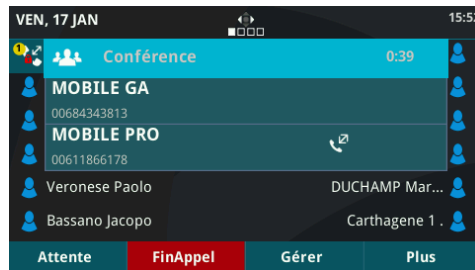 VEN, 17 JAN 15:52
1
Conférence 0:39
MOBILE GA
00684343813
MOBILE PRO
00611866178
Veronese Paolo DUCHAMP Mar...
Bassano Jacopo Carthagene 1 .
Attente FinAppel Gérer Plus